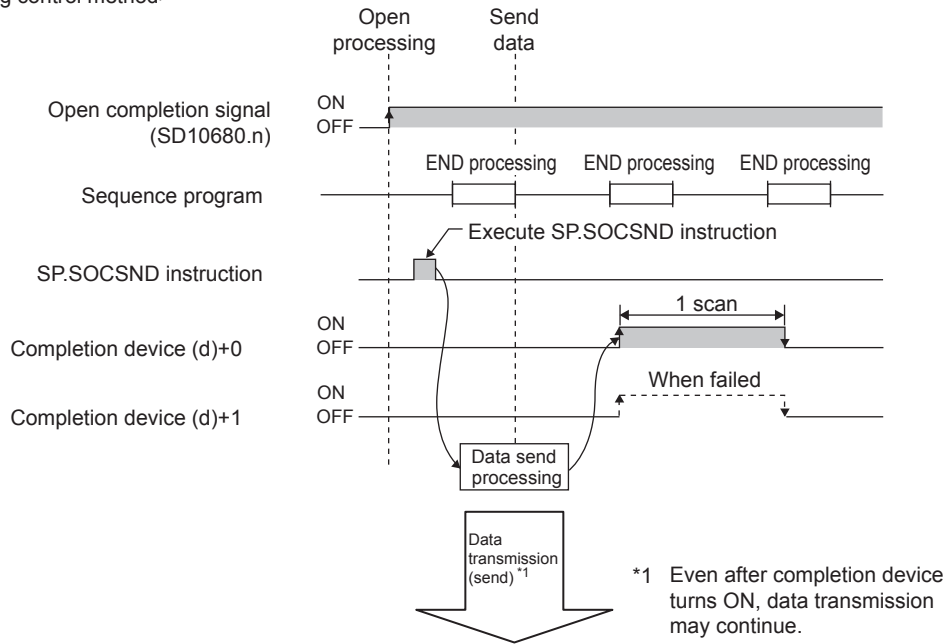 g control method
Open
processing
Send
data
Open completion signal
(SD10680.n)
ON
OFF
END processing
END processing
END processing
Sequence program
Execute SP.SOCSND instruction
SP.SOCSND instruction
1 scan
ON
OFF
Completion device (d)+0
When failed
ON
OFF
Completion device (d)+1
Data send
processing
Data
transmission
(send) *1
*1 Even after completion device
turns ON, data transmission
may continue.